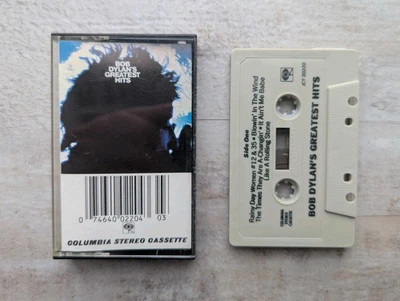 BOB
DYLAN'S
GREATEST
HITS
0 74640 02204 03
COLUMBIA STEREO CASSETTE
Side One
Rainy Day Women #12 & 35 • Blowin' In The Wind
The Times They Are A-Changin' • It Ain't Me Babe
Like A Rolling Stone
BOB DYLAN'S GREATEST HITS